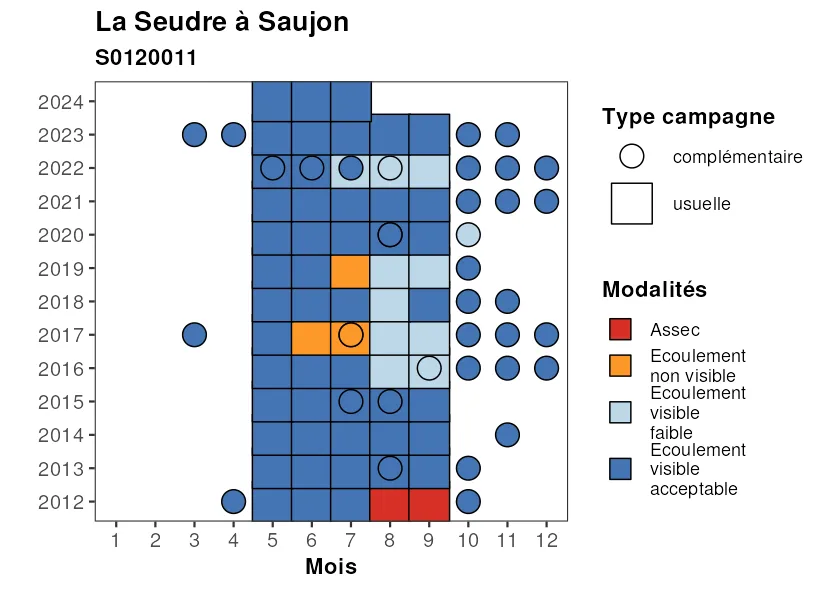 La Seudre à Saujon
S0120011
2024
2023
2022
2021
2020
2019
2018
2017
2016
2015
2014
2013
2012
1 2 3 4 5 6 7 8 9 10 11 12
Mois
Type campagne
complémentaire
usuelle
Modalités
Assec
Ecoulement
non visible
Ecoulement
visible
faible
Ecoulement
visible
acceptable